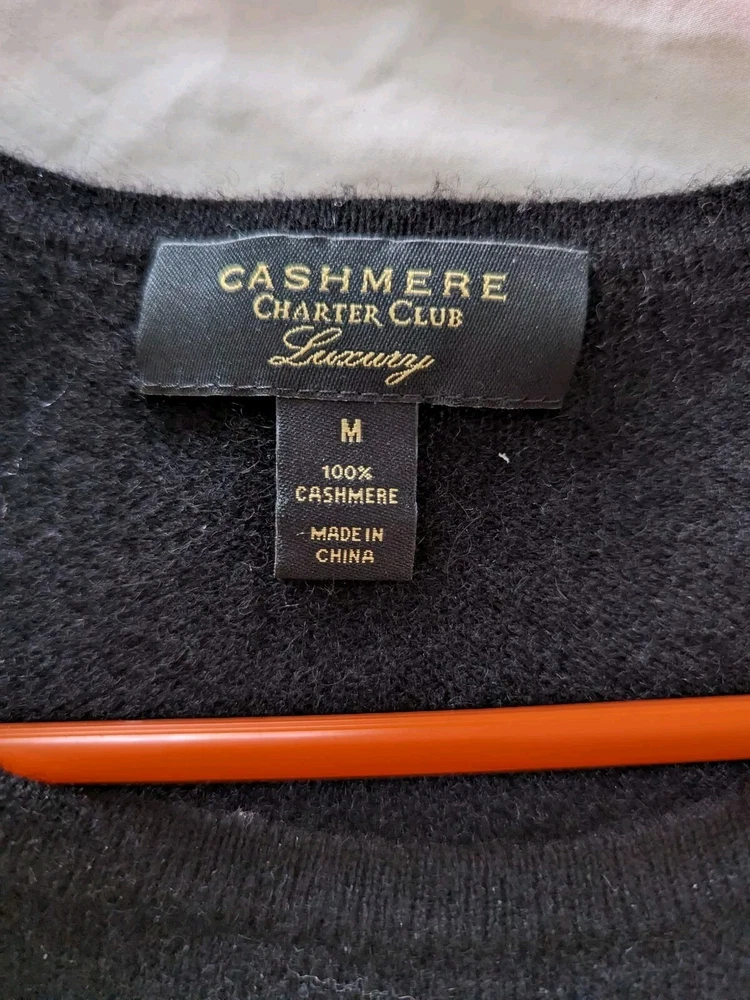 CASHMERE
CHARTER CLUB
Luxury
M
100%
CASHMERE
MADE IN
CHINA